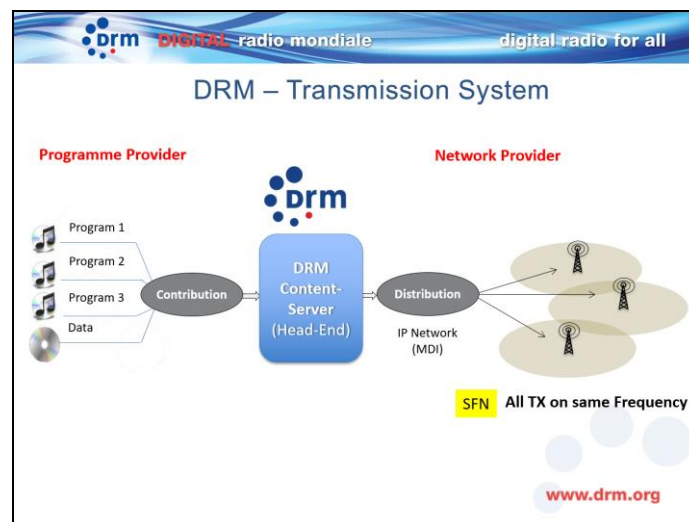 Drm DIGITAL radio mondiale digital radio for all
DRM – Transmission System
Programme Provider
Network Provider
Drm
Program 1
Program 2
Program 3
Data
Contribution
DRM
Content-
Server
(Head-End)
Distribution
IP Network
(MDI)
SFN All TX on same Frequency
www.drm.org